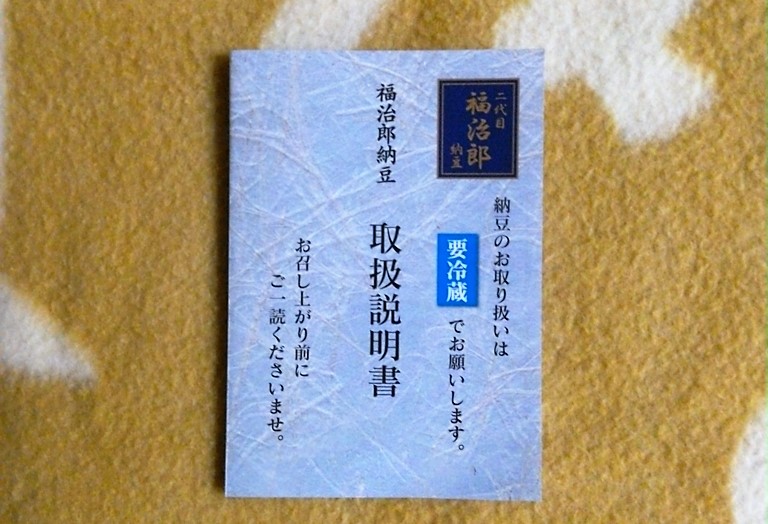 二代目
福治郎
納豆
納豆のお取り扱いは
要冷蔵でお願いします。
福治郎納豆
取扱説明書
お召し上がり前に
ご一読くださいませ。